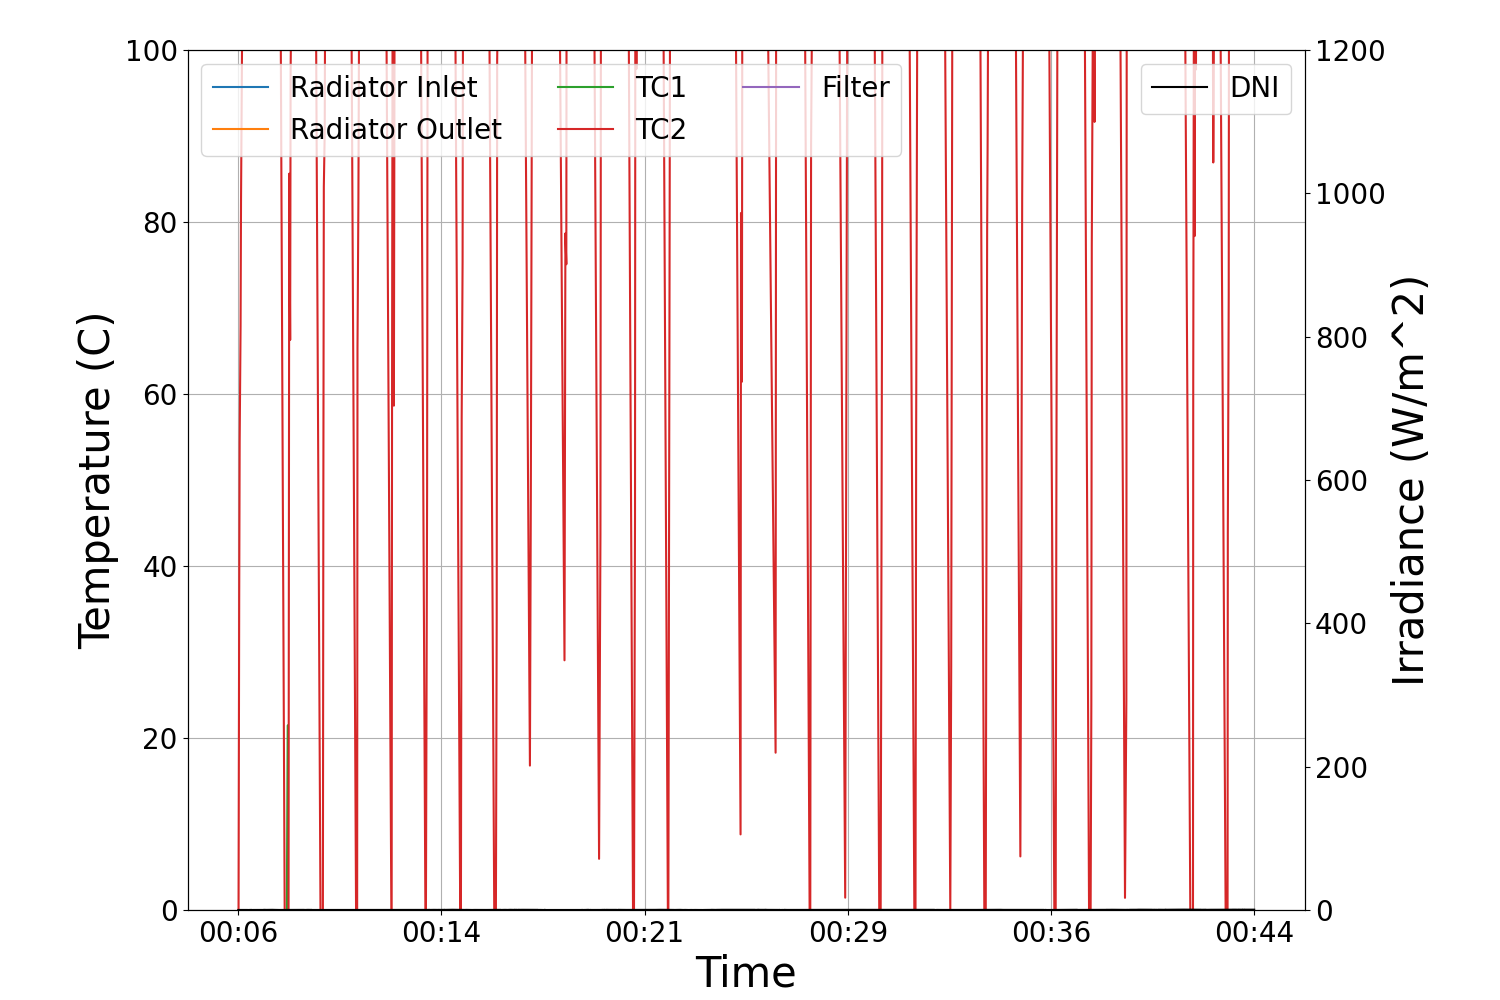 100
80
60
40
20
0
Temperature (C)
Radiator Inlet
Radiator Outlet
TC1
TC2
Filter
DNI
1200
1000
800
600
400
200
0
Irradiance (W/m^2)
00:06 00:14 00:21 00:29 00:36 00:44
Time